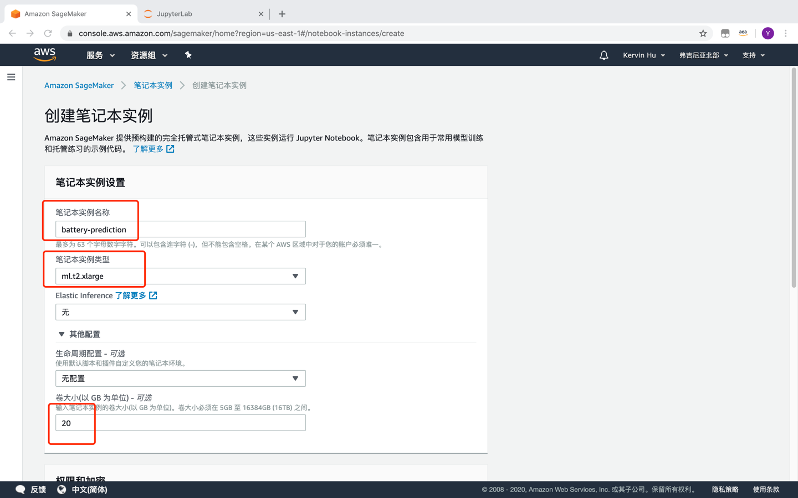 Amazon SageMaker
JupyterLab
console.aws.amazon.com/sagemaker/home?region=us-east-1#/notebook-instances/create
Y
aws
服务
资源组
Kervin Hu
弗吉尼亚北部
支持
Amazon SageMaker
笔记本实例
创建笔记本实例
创建笔记本实例
Amazon SageMaker 提供预构建的完全托管式笔记本实例，这些实例运行 Jupyter Notebook。笔记本实例包含用于常用模型训练
和托管练习的示例代码。 了解更多
笔记本实例设置
笔记本实例名称
battery-prediction
最多为 63 个字母数字字符。可以包含连字符 (-)，但不能包含空格。在某个 AWS 区域中对于您的账户必须唯一。
笔记本实例类型
ml.t2.xlarge
Elastic Inference 了解更多
无
其他配置
生命周期配置 - 可选
使用默认脚本和插件自定义您的笔记本环境。
无配置
卷大小(以 GB 为单位) - 可选
输入笔记本实例的卷大小(以 GB 为单位)。卷大小必须在 5GB 至 16384GB (16TB) 之间。
20
权限和加密
反馈
中文(简体)
© 2008 - 2020, Amazon Web Services, Inc. 或其子公司。保留所有权利。
隐私策略
使用条款